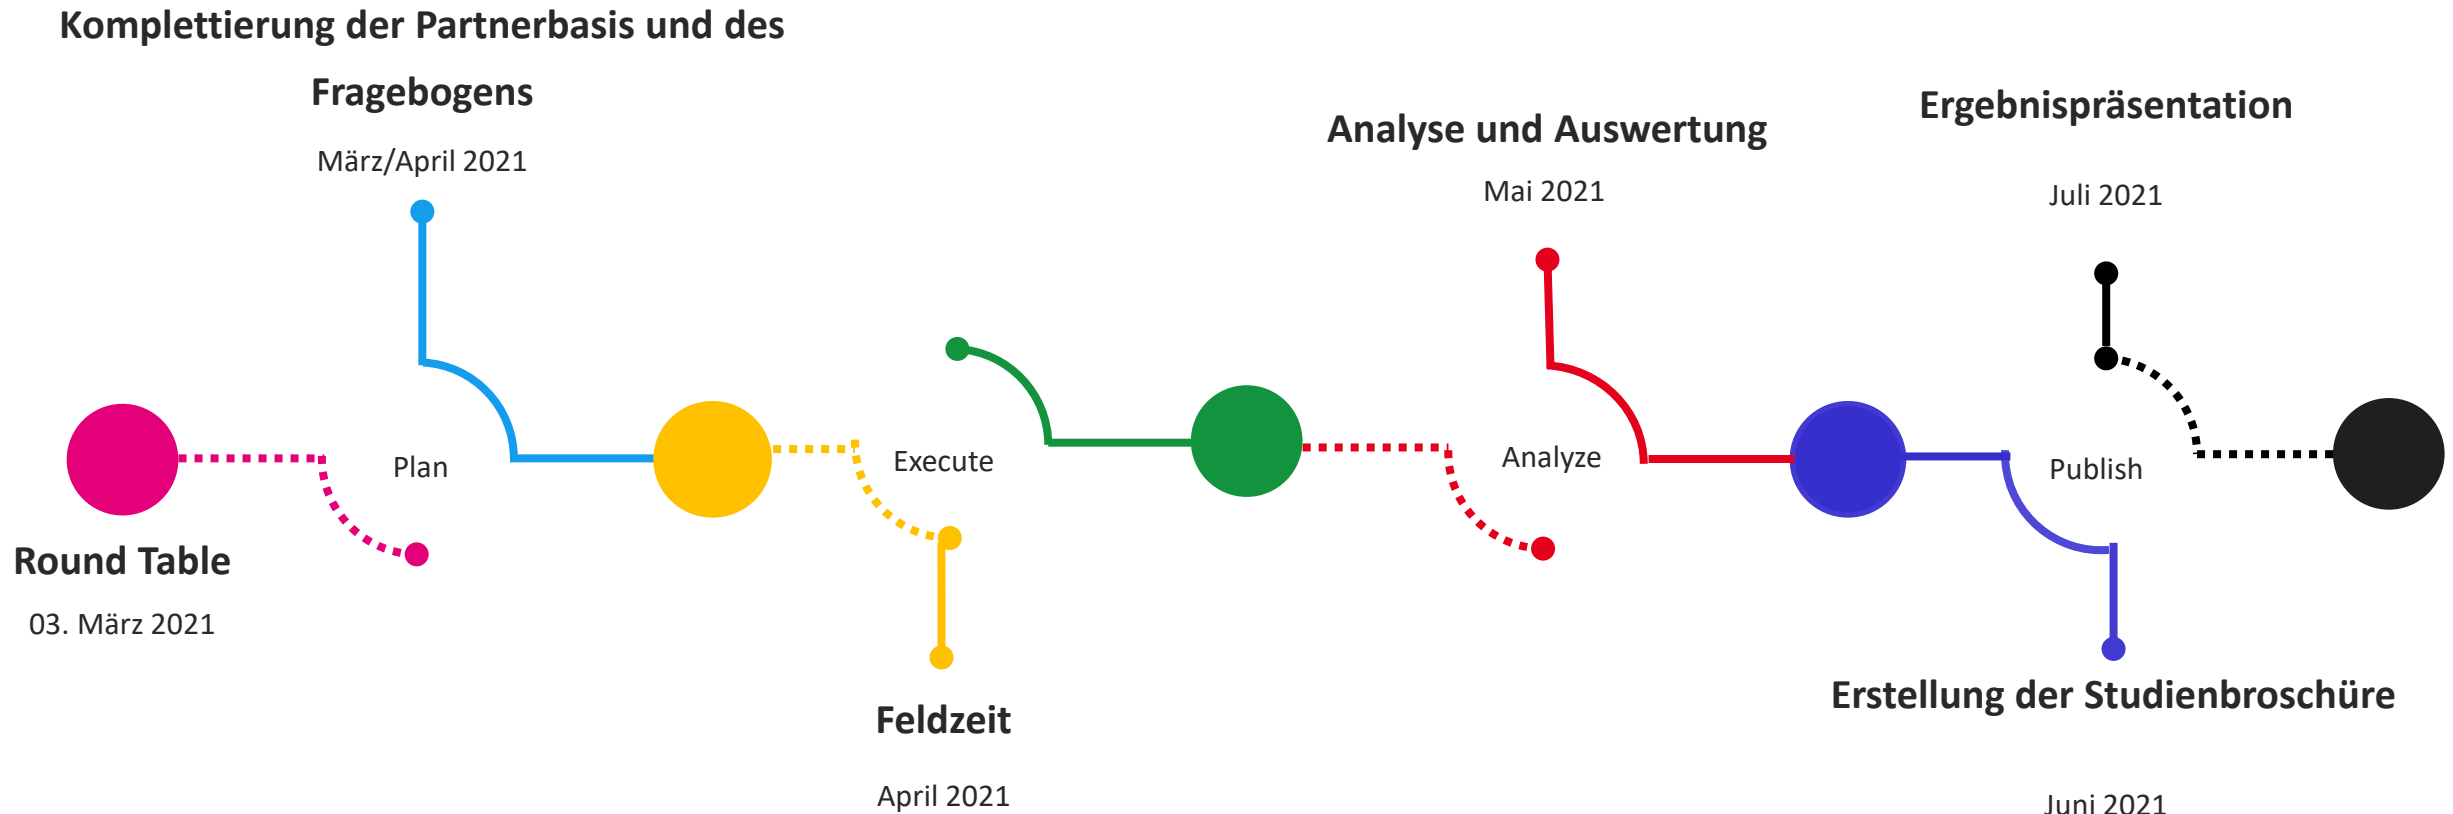 Komplettierung der Partnerbasis und des
Fragebogens
März/April 2021
Analyse und Auswertung
Mai 2021
Ergebnispräsentation
Juli 2021
Plan
Execute
Analyze
Publish
Round Table
03. März 2021
Feldzeit
April 2021
Erstellung der Studienbroschüre
Juni 2021